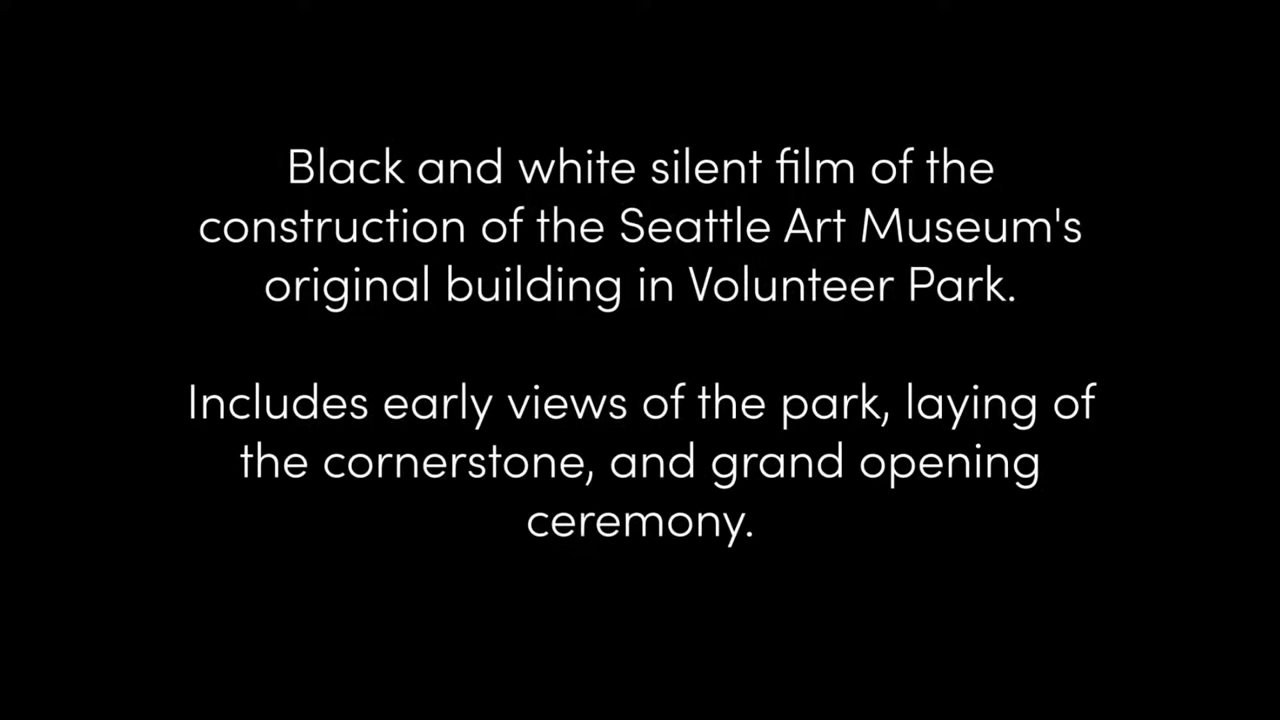 Black and white silent film of the
construction of the Seattle Art Museum's
original building in Volunteer Park.
Includes early views of the park, laying of
the cornerstone, and grand opening
ceremony.